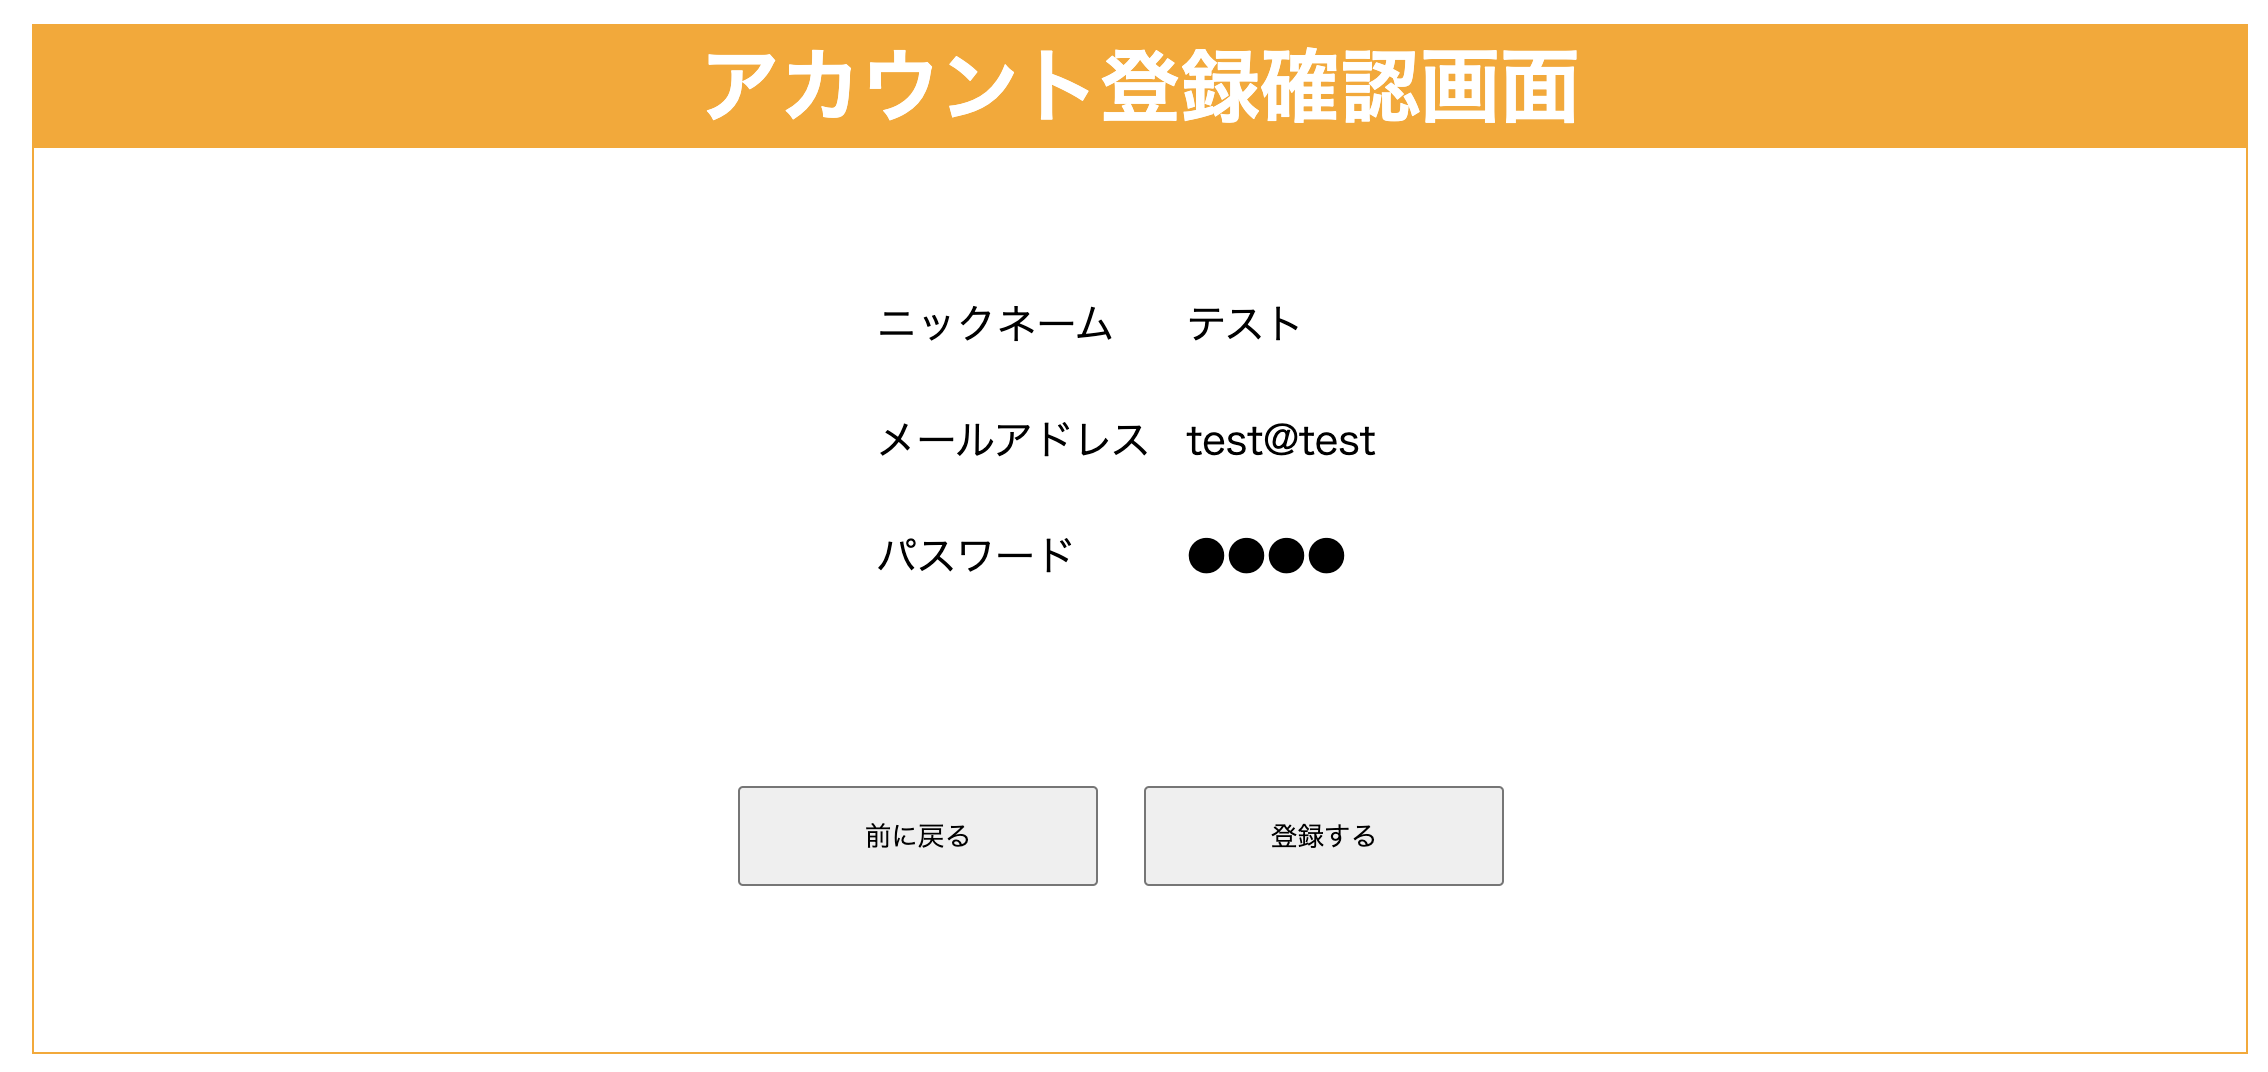 アカウント登録確認画面
ニックネーム テスト
メールアドレス test@test
パスワード ●●●●
前に戻る 登録する